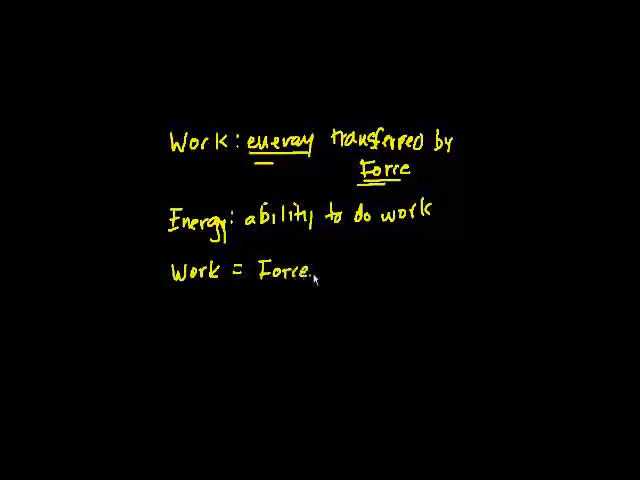 Work: energy transferred by
Force
Energy: ability to do work
Work = Force